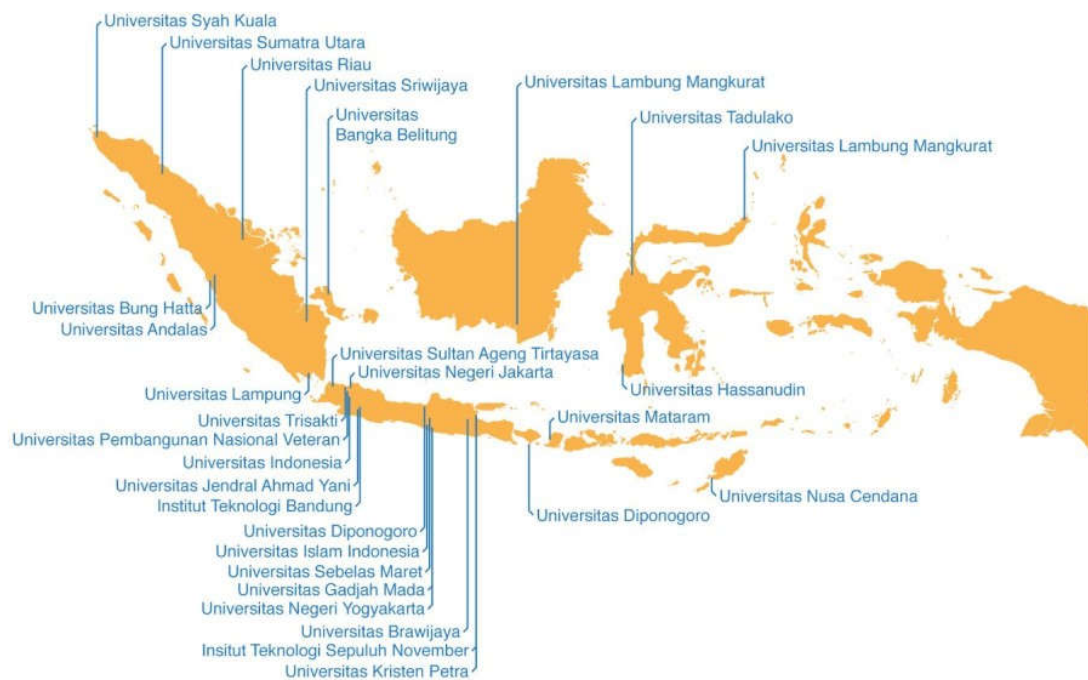 Universitas Syah Kuala
Universitas Sumatra Utara
Universitas Riau
Universitas Sriwijaya
Universitas
Bangka Belitung
Universitas Lambung Mangkurat
Universitas Tadulako
Universitas Lambung Mangkurat
Universitas Bung Hatta
Universitas Andalas
Universitas Sultan Ageng Tirtayasa
Universitas Negeri Jakarta
Universitas Lampung
Universitas Hassanudin
Universitas Trisakti
Universitas Mataram
Universitas Pembangunan Nasional Veteran
Universitas Indonesia
Universitas Jendral Ahmad Yani
Universitas Nusa Cendana
Institut Teknologi Bandung
Universitas Diponogoro
Universitas Diponogoro
Universitas Islam Indonesia
Universitas Sebelas Maret
Universitas Gadjah Mada
Universitas Negeri Yogyakarta
Universitas Brawijaya
Insitut Teknologi Sepuluh November
Universitas Kristen Petra